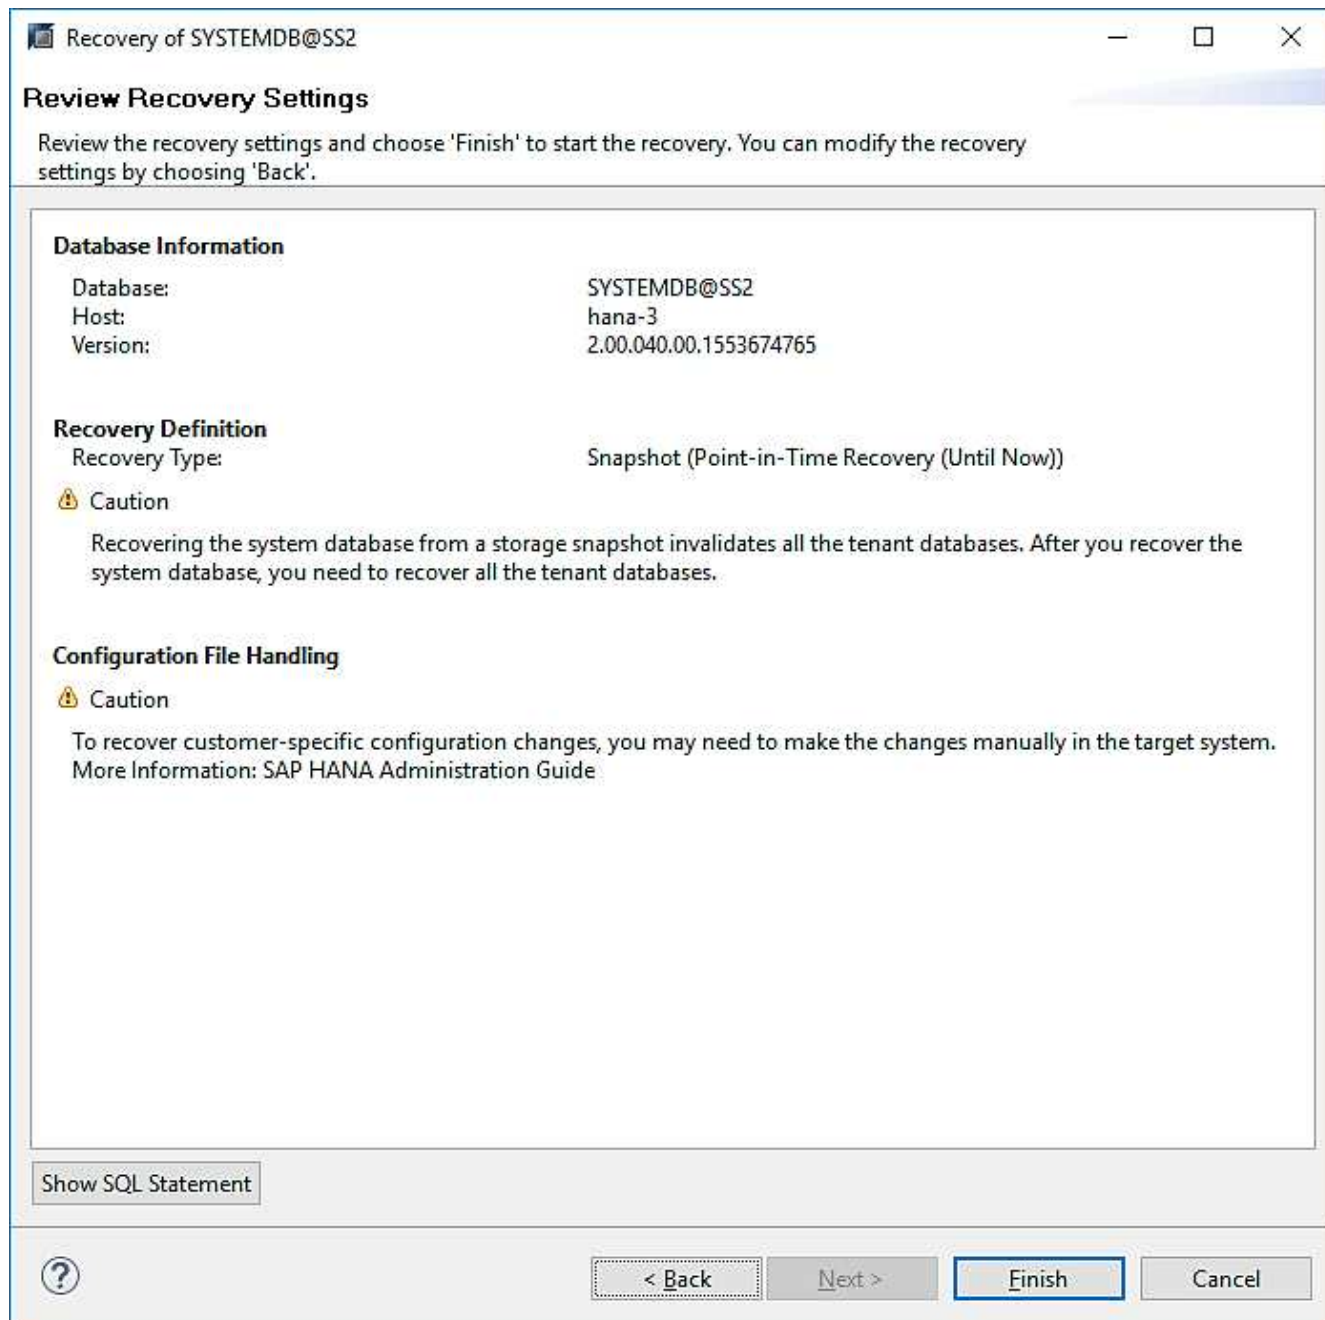 Recovery of SYSTEMDB@SS2
Review Recovery Settings
Review the recovery settings and choose 'Finish' to start the recovery. You can modify the recovery
settings by choosing 'Back'.
Database Information
Database: SYSTEMDB@SS2
Host: hana-3
Version: 2.00.040.00.1553674765
Recovery Definition
Recovery Type: Snapshot (Point-in-Time Recovery (Until Now))
Caution
Recovering the system database from a storage snapshot invalidates all the tenant databases. After you recover the
system database, you need to recover all the tenant databases.
Configuration File Handling
Caution
To recover customer-specific configuration changes, you may need to make the changes manually in the target system.
More Information: SAP HANA Administration Guide
Show SQL Statement
? < Back Next > Finish Cancel